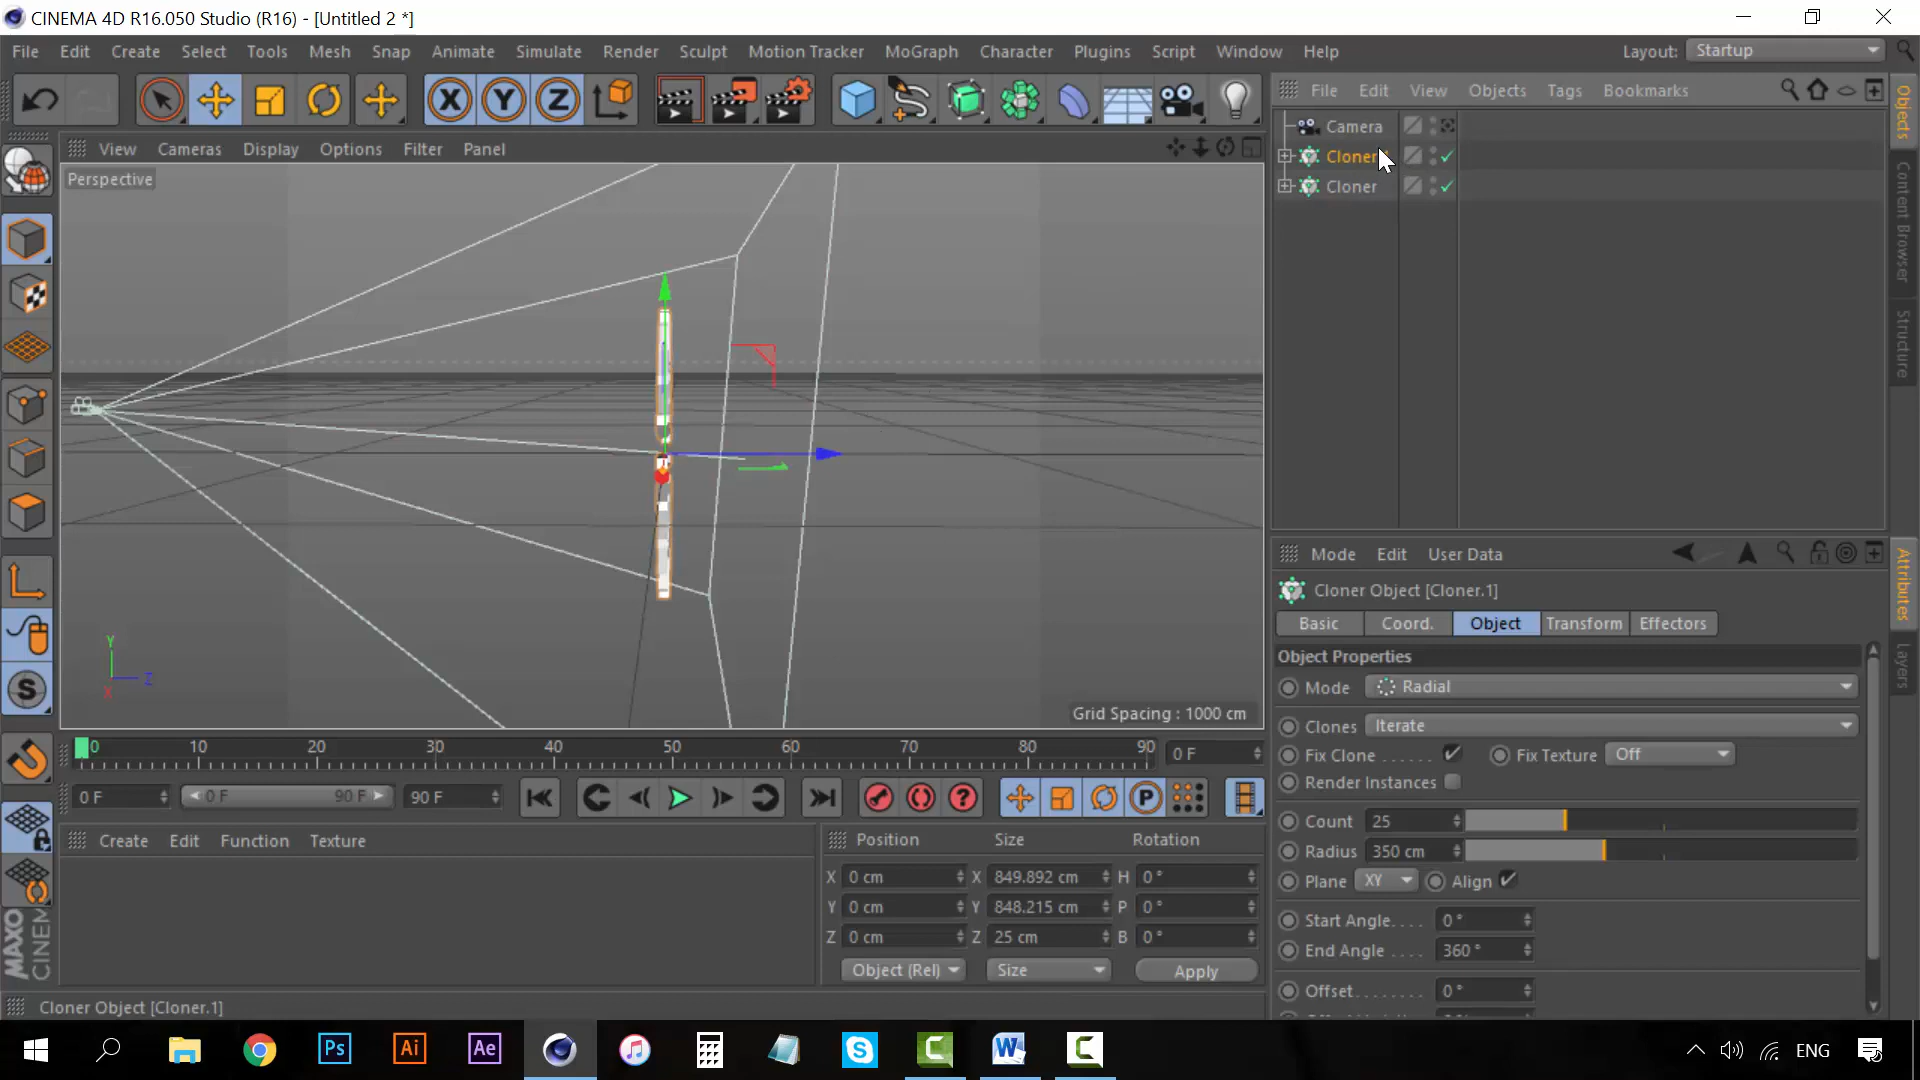 CINEMA 4D R16.050 Studio (R16) - [Untitled 2 *]
File Edit Create Select Tools Mesh Snap Animate Simulate Render Sculpt Motion Tracker MoGraph Character Plugins Script Window Help Layout: Startup
X Y Z
File Edit View Objects Tags Bookmarks
View Cameras Display Options Filter Panel
Perspective
Camera
Cloner
Cloner
Objects
Content Browser
Structure
Y
Z
X
Grid Spacing : 1000 cm
Mode Edit User Data
Cloner Object [Cloner.1]
Basic Coord. Object Transform Effectors
Object Properties
Mode Radial
Clones Iterate
Fix Clone ...... Fix Texture Off
Render Instances
Count 25
Radius 350 cm
Plane XY Align
Start Angle.... 0 °
End Angle .... 360 °
Offset........ 0 °
Attributes
Layers
0 10 20 30 40 50 60 70 80 90 0 F
0 F 0 F 90 F 90 F
P
Create Edit Function Texture
Position Size Rotation
X 0 cm X 849.892 cm H 0 °
Y 0 cm Y 848.215 cm P 0 °
Z 0 cm Z 25 cm B 0 °
Object (Rel) Size Apply
MAXO
CINEM
Cloner Object [Cloner.1]
Ps Ai Ae ENG